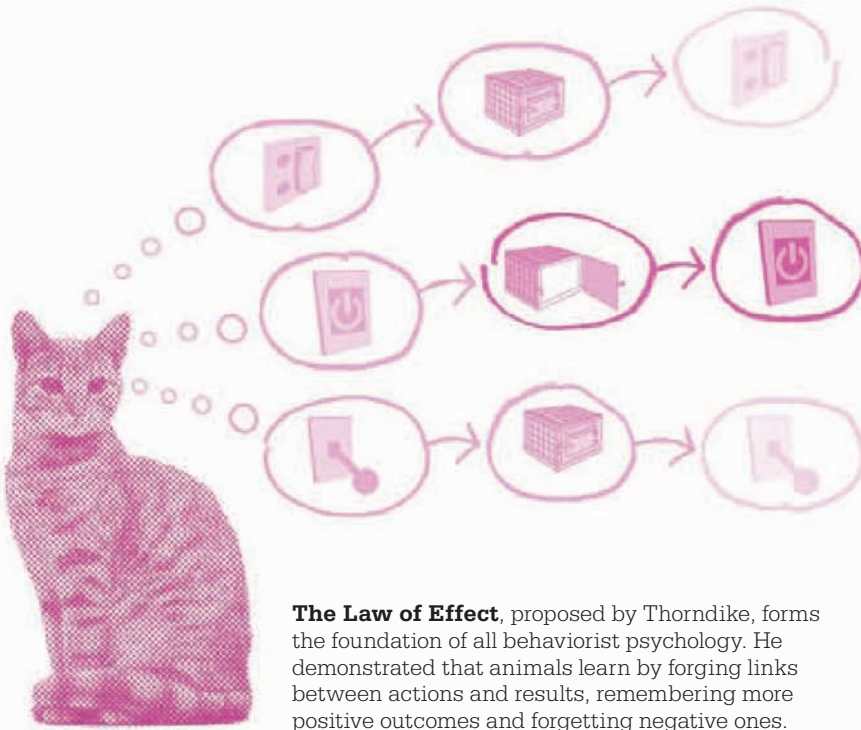 The Law of Effect, proposed by Thorndike, forms
the foundation of all behaviorist psychology. He
demonstrated that animals learn by forging links
between actions and results, remembering more
positive outcomes and forgetting negative ones.